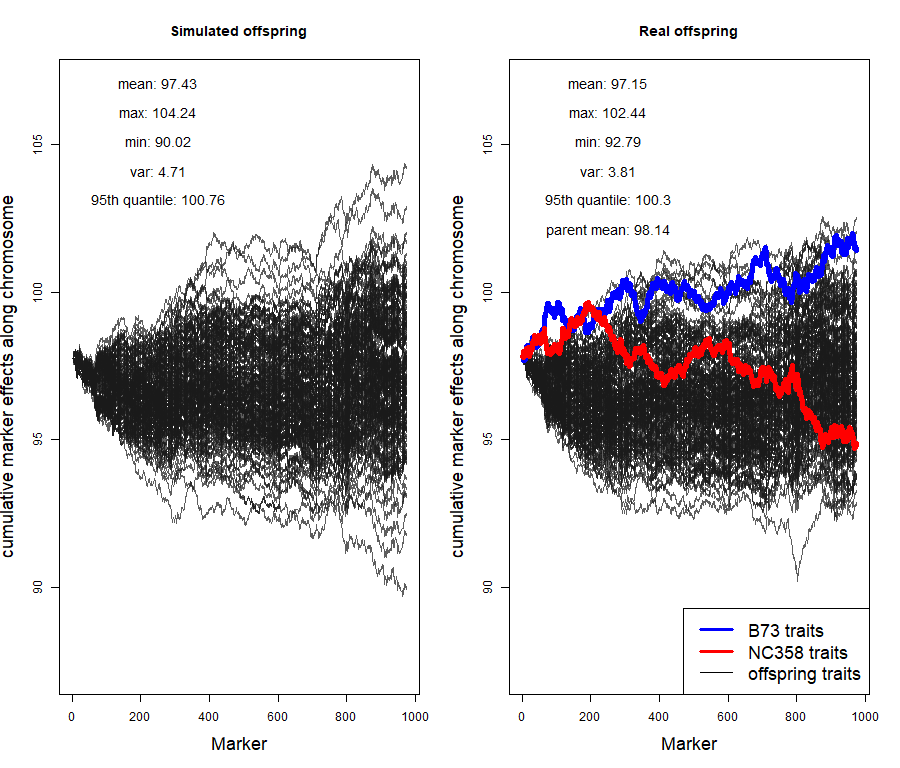 Simulated offspring
mean: 97.43
max: 104.24
min: 90.02
var: 4.71
95th quantile: 100.76
cumulative marker effects along chromosome
105
100
95
90
0 200 400 600 800 1000
Marker
Real offspring
mean: 97.15
max: 102.44
min: 92.79
var: 3.81
95th quantile: 100.3
parent mean: 98.14
cumulative marker effects along chromosome
105
100
95
90
B73 traits
NC358 traits
offspring traits
0 200 400 600 800 1000
Marker